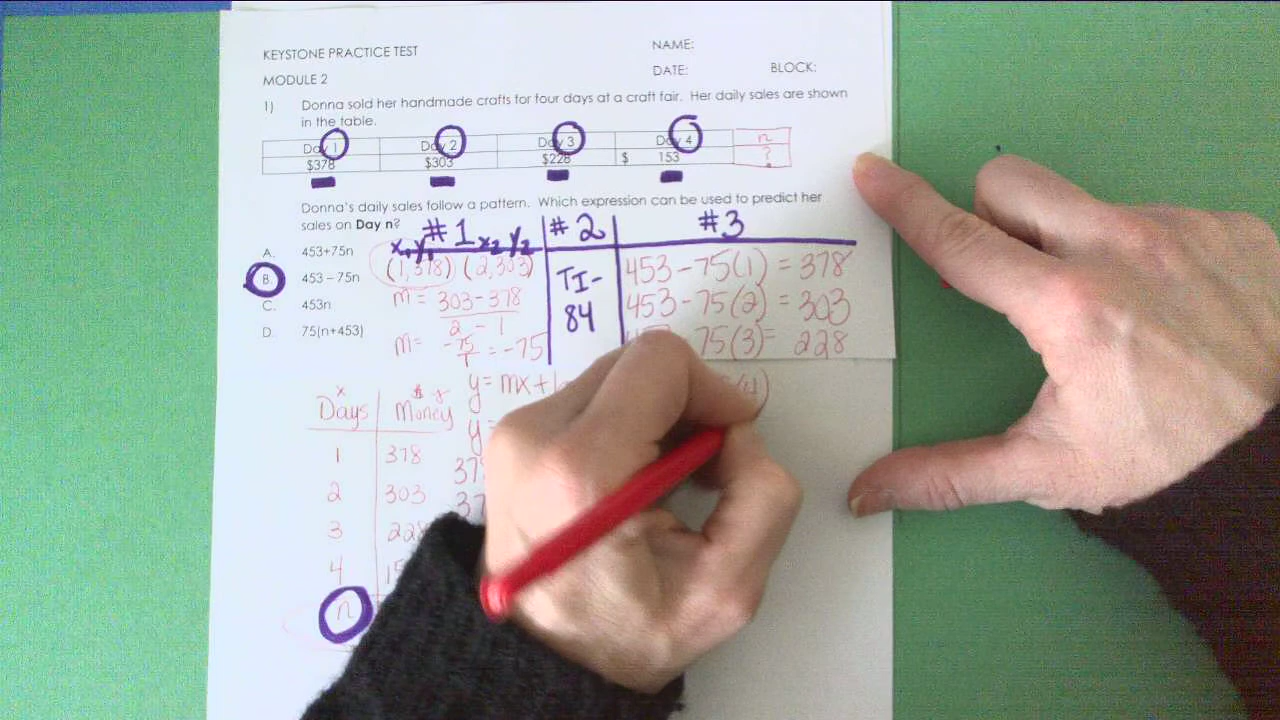 KEYSTONE PRACTICE TEST
NAME:
MODULE 2
DATE: BLOCK:
1) Donna sold her handmade crafts for four days at a craft fair. Her daily sales are shown
in the table.
Day 1 Day 2 Day 3 Day 4 n
$378 $303 $228 $ 153 ?
Donna's daily sales follow a pattern. Which expression can be used to predict her
sales on Day n?
A. 453+75n
B. 453 – 75n
C. 453n
D. 75(n+453)
#1 #2 #3
x₁ y₁ x₂ y₂
(1,378) (2,303)
m = 303-378
2 - 1
m = -75
1 = -75
TI-
84
453 - 75(1) = 378
453 - 75(2) = 303
75(3) = 228
y = mx +
y =
37
x $ y
Days Money
1 378
2 303
3 228
4
n